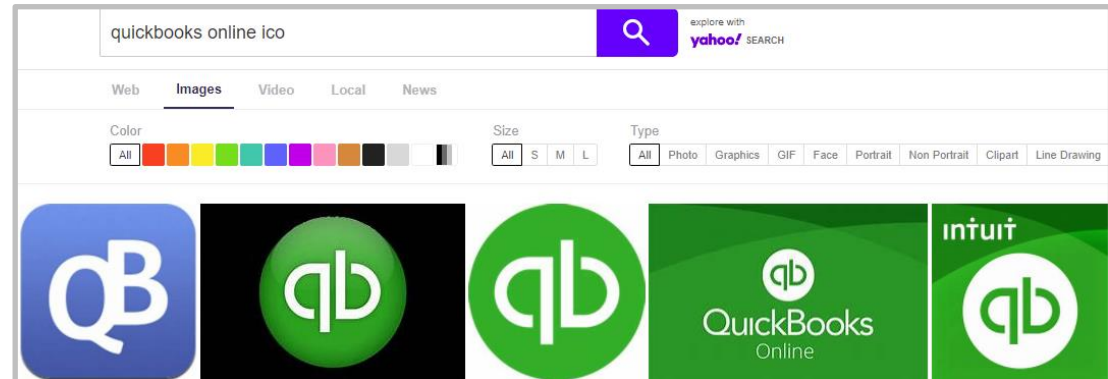 quickbooks online ico
explore with
yahoo! SEARCH
Web Images Video Local News
Color Size Type
All All S M L All Photo Graphics GIF Face Portrait Non Portrait Clipart Line Drawing
QB
qb
qb
qb
QuickBooks
Online
intuit
qb